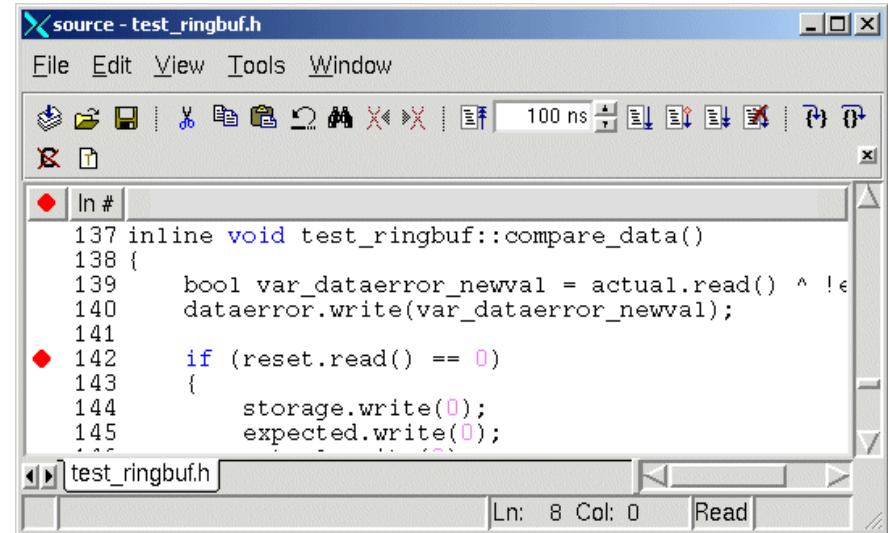 source - test_ringbuf.h
File Edit View Tools Window
100 ns
ln #
137 inline void test_ringbuf::compare_data()
138 {
139     bool var_dataerror_newval = actual.read() ^ !e
140     dataerror.write(var_dataerror_newval);
141
142     if (reset.read() == 0)
143     {
144         storage.write(0);
145         expected.write(0);
test_ringbuf.h
Ln: 8 Col: 0 Read